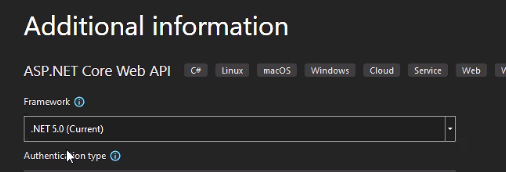 Additional information
ASP.NET Core Web API C# Linux macOS Windows Cloud Service Web
Framework
.NET 5.0 (Current)
Authentication type